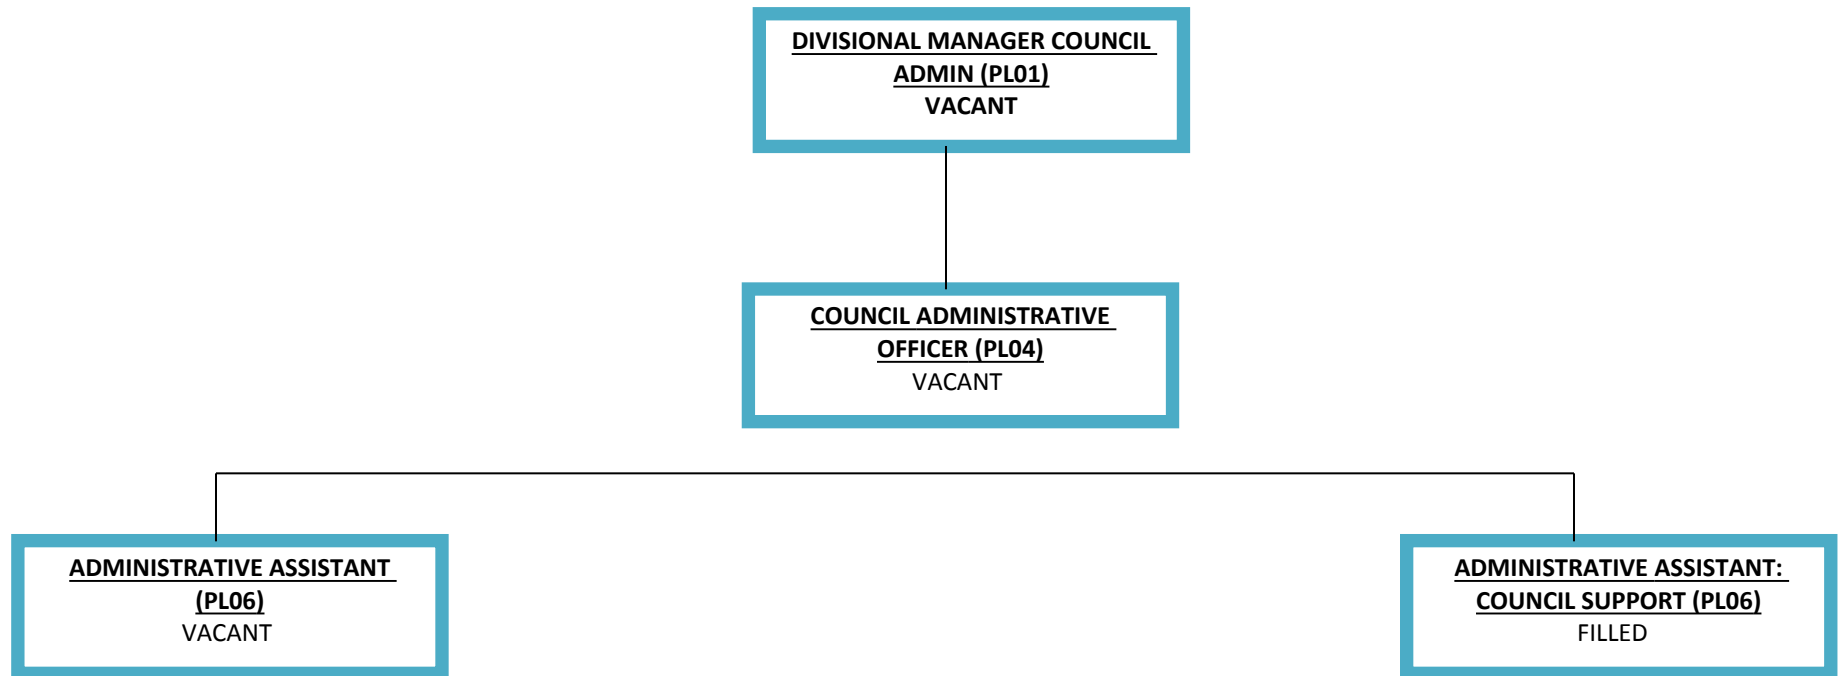 DIVISIONAL MANAGER COUNCIL
ADMIN (PL01)
VACANT
COUNCIL ADMINISTRATIVE
OFFICER (PL04)
VACANT
ADMINISTRATIVE ASSISTANT
(PL06)
VACANT
ADMINISTRATIVE ASSISTANT:
COUNCIL SUPPORT (PL06)
FILLED